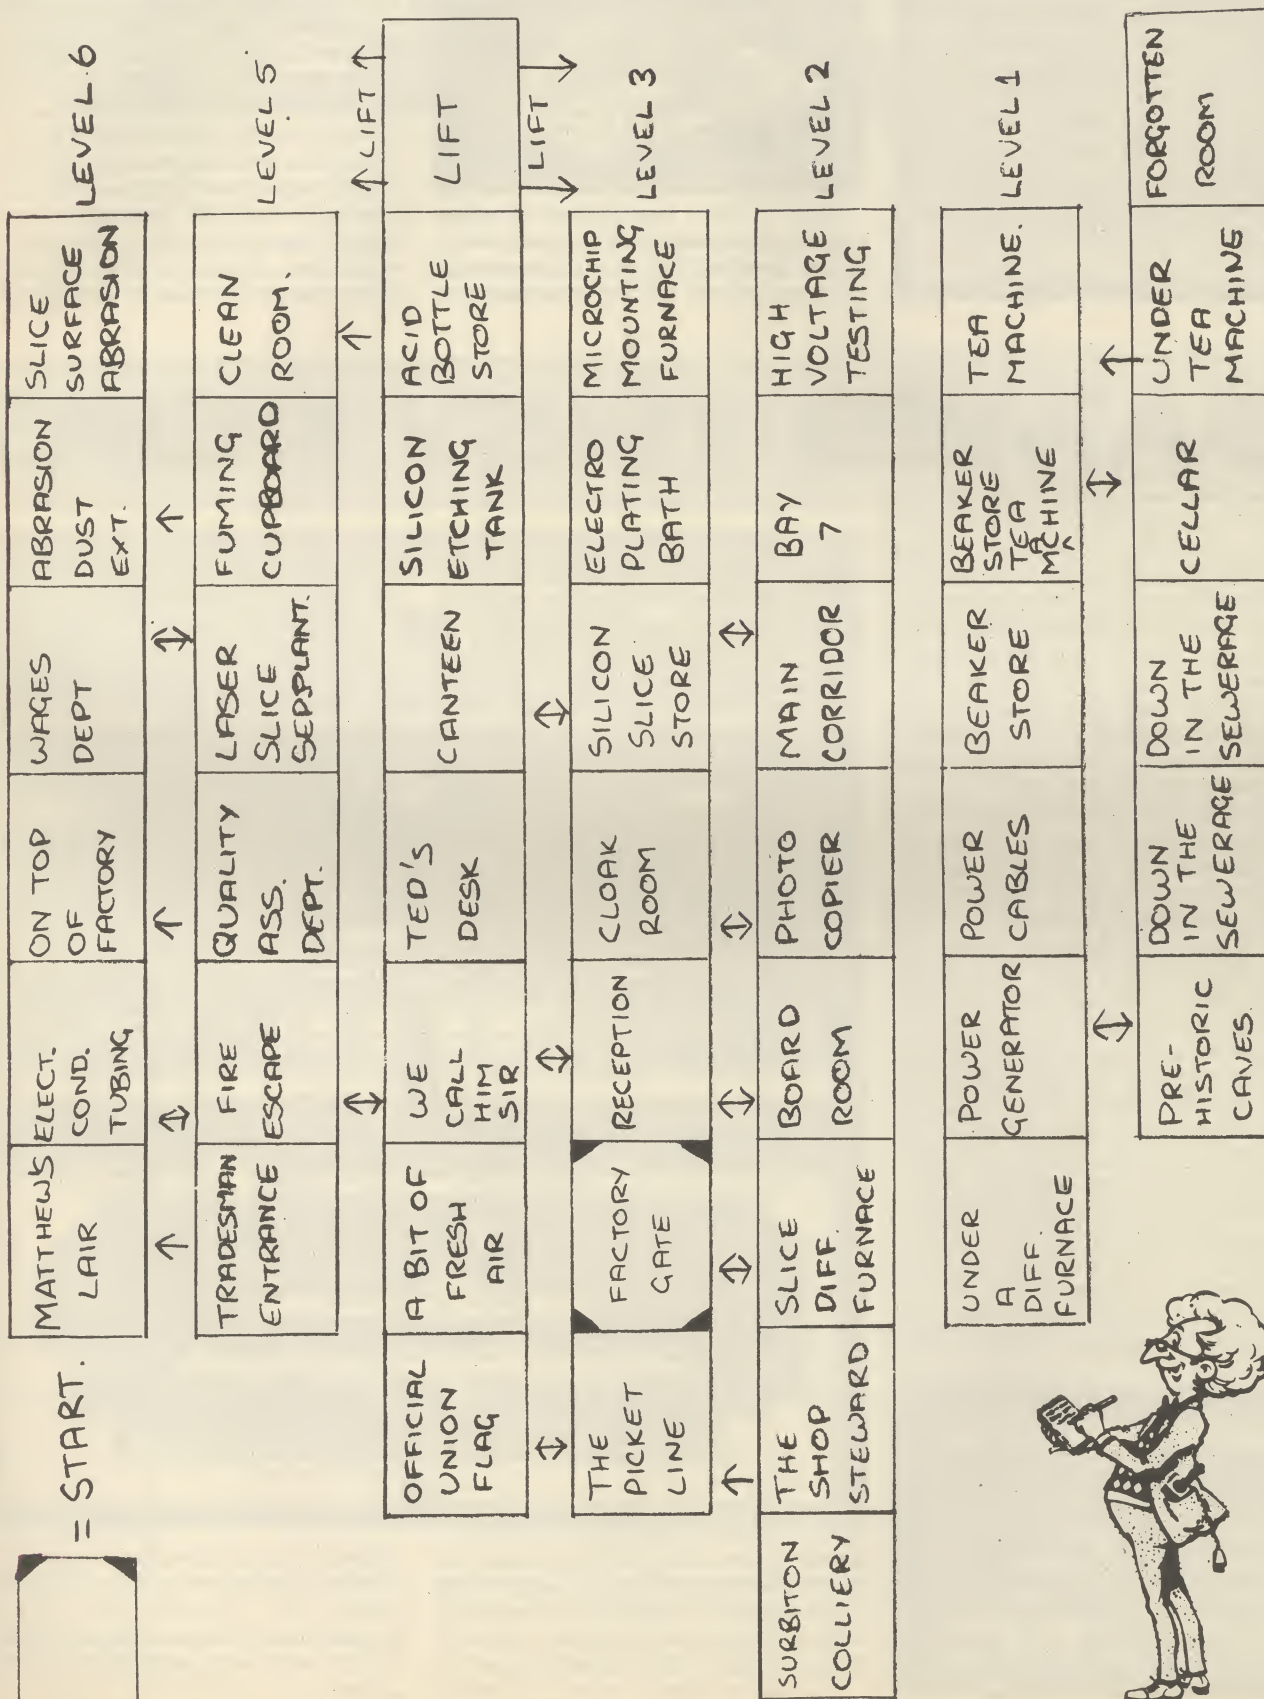 = START.
MATTHEWS
LAIR
ELECT.
COND.
TUBING
ON TOP
OF
FACTORY
WAGES
DEPT
ABRASION
DUST
EXT.
SLICE
SURFACE
ABRASION
LEVEL.6
TRADESMAN
ENTRANCE
FIRE
ESCAPE
QUALITY
ASS.
DEPT.
LASER
SLICE
SEP.PLANT.
FUMING
CUPBOARD
CLEAN
ROOM.
LEVEL 5
LIFT
OFFICIAL
UNION
FLAG
A BIT OF
FRESH
AIR
WE
CALL
HIM
SIR
TED'S
DESK
CANTEEN
SILICON
ETCHING
TANK
ACID
BOTTLE
STORE
LIFT
LIFT
THE
PICKET
LINE
FACTORY
GATE
RECEPTION
CLOAK
ROOM
SILICON
SLICE
STORE
ELECTRO
PLATING
BATH
MICROCHIP
MOUNTING
FURNACE
LEVEL 3
SURBITON
COLLIERY
THE
SHOP
STEWARD
SLICE
DIFF.
FURNACE
BOARD
ROOM
PHOTO
COPIER
MAIN
CORRIDOR
BAY
7
HIGH
VOLTAGE
TESTING
LEVEL 2
UNDER
A
DIFF.
FURNACE
POWER
GENERATOR
POWER
CABLES
BEAKER
STORE
BEAKER
STORE
TEA
MACHINE
TEA
MACHINE.
LEVEL 1
PRE-
HISTORIC
CAVES.
DOWN
IN THE
SEWERAGE
DOWN
IN THE
SEWERAGE
CELLAR
UNDER
TEA
MACHINE
FORGOTTEN
ROOM